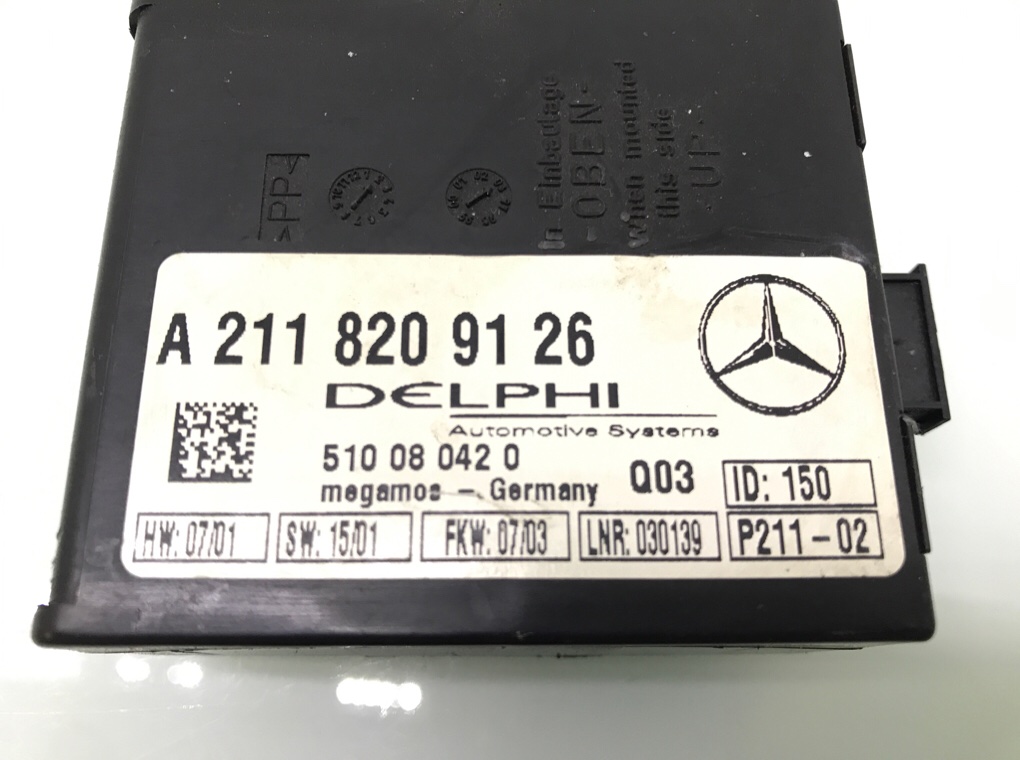 >PP<
In Einbaulage
-OBEN-
when mounted
this side
-UP-
A 211 820 91 26
DELPHI
Automotive Systems
510 08 042 0
megamos - Germany
Q03
ID: 150
HW: 07/01
SW: 15/01
FKW: 07/03
LNR: 030139
P211-02